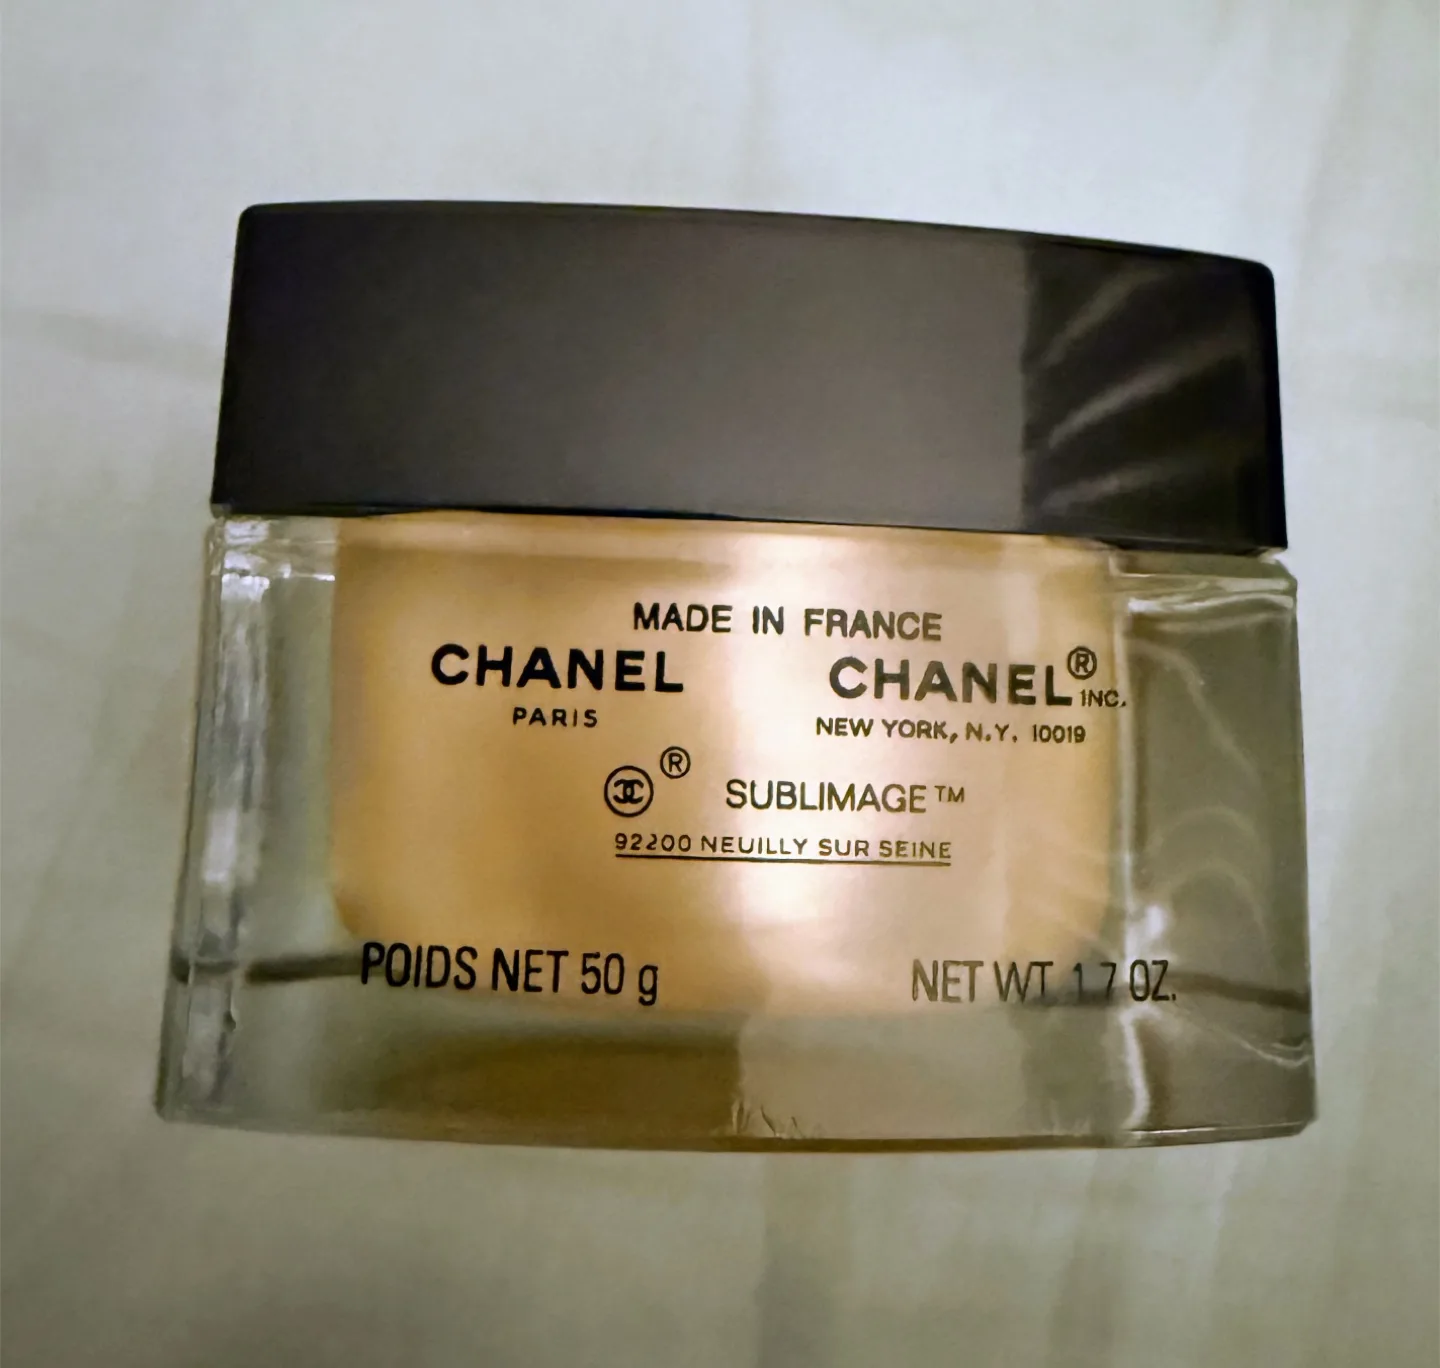 MADE IN FRANCE
CHANEL CHANEL® INC.
PARIS NEW YORK, N.Y. 10019
® SUBLIMAGE™
92200 NEUILLY SUR SEINE
POIDS NET 50 g NET WT. 1.7 OZ.